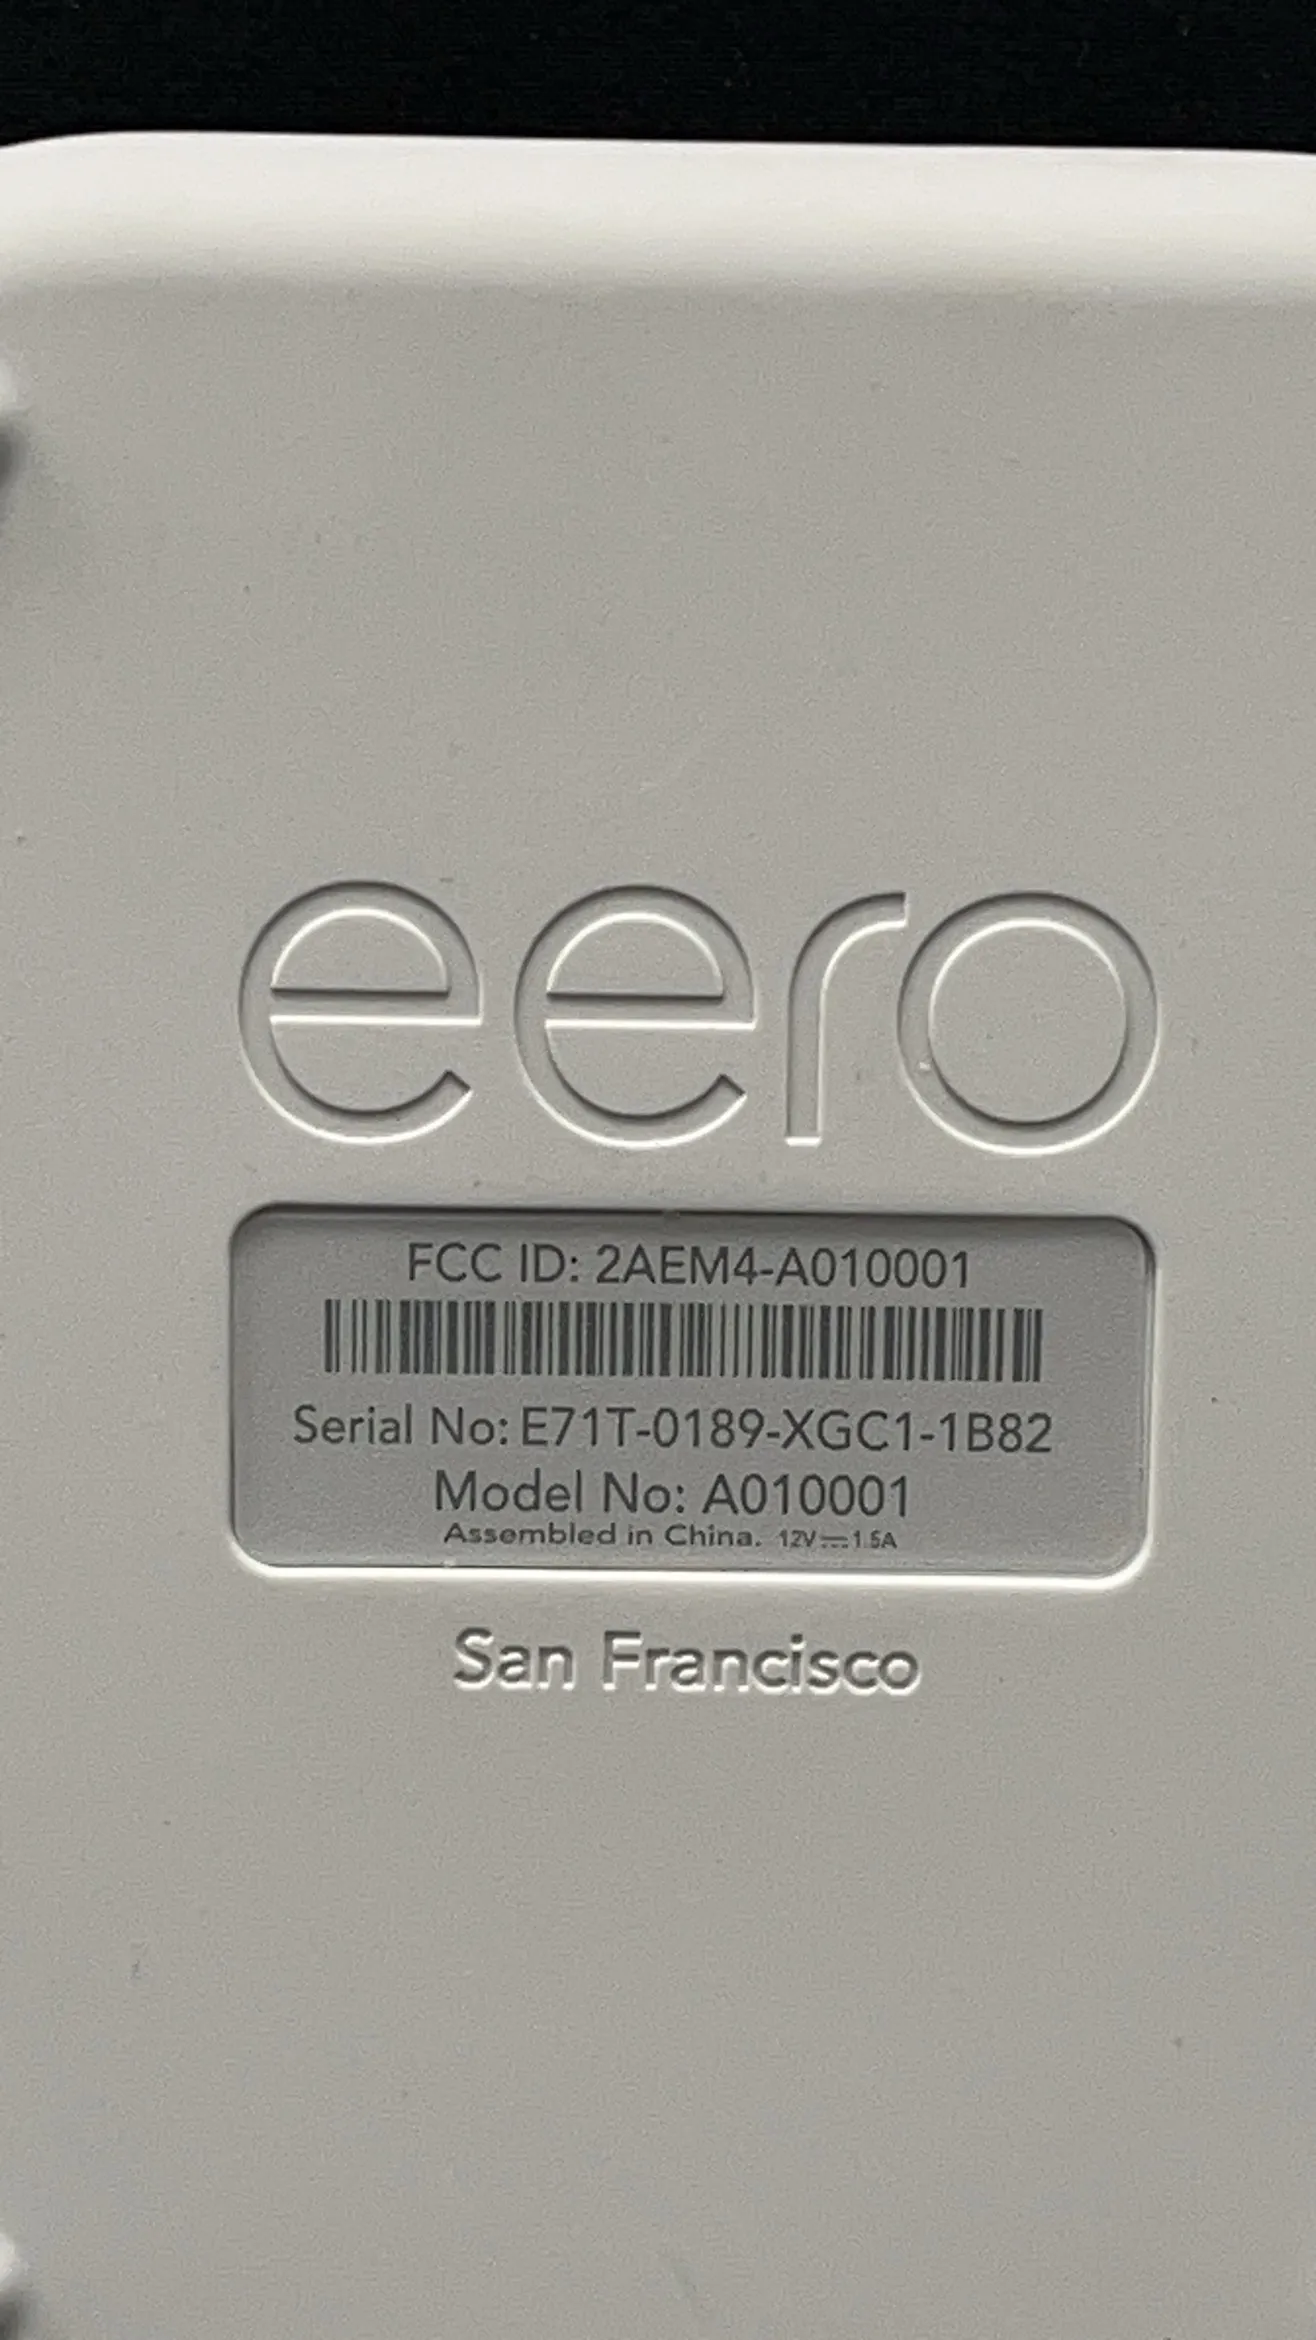 eero
FCC ID: 2AEM4-A010001
Serial No: E71T-0189-XGC1-1B82
Model No: A010001
Assembled in China. 12V⎓1.5A
San Francisco